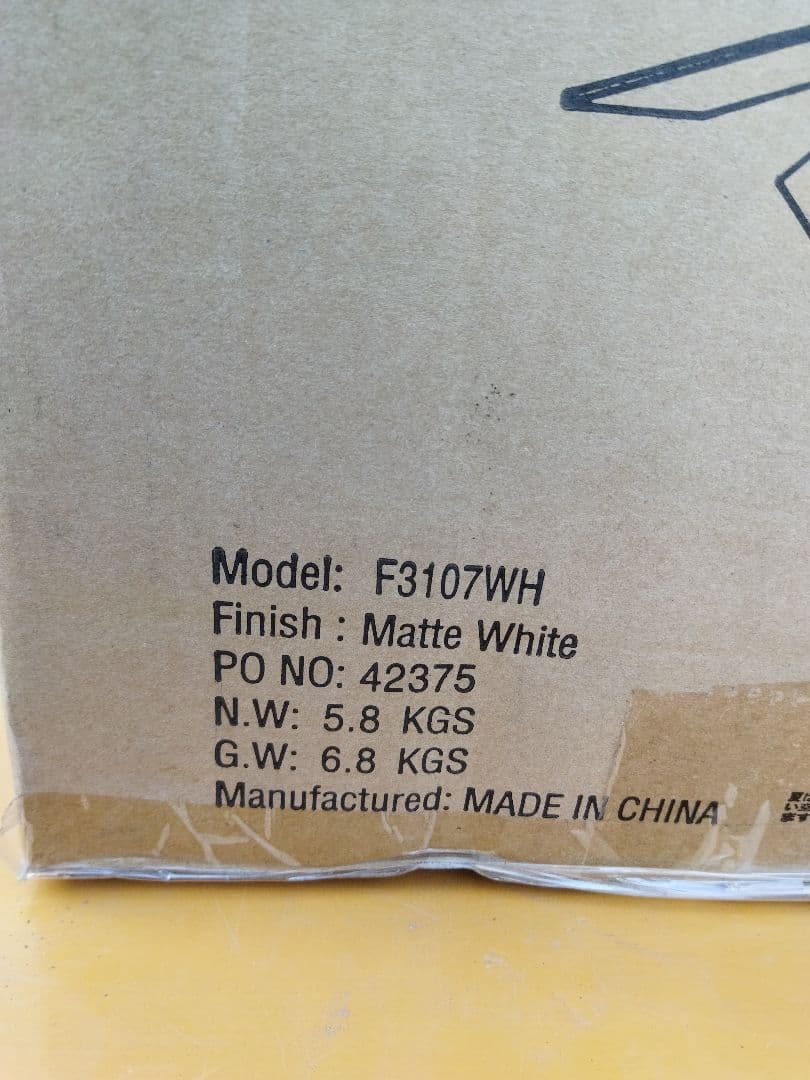 Model: F3107WH
Finish : Matte White
PO NO: 42375
N.W: 5.8 KGS
G.W: 6.8 KGS
Manufactured: MADE IN CHINA